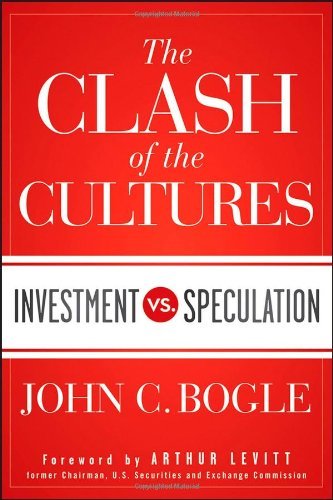 The
CLASH
of the
CULTURES
INVESTMENT VS. SPECULATION
JOHN C. BOGLE
Foreword by ARTHUR LEVITT
former Chairman, U.S. Securities and Exchange Commission